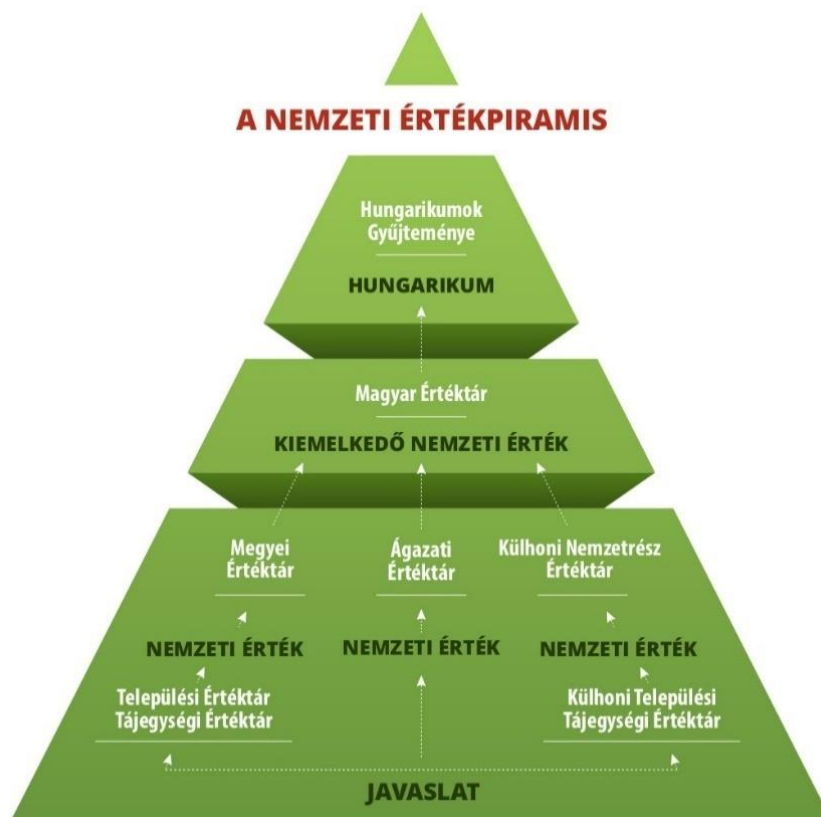 A NEMZETI ÉRTÉKPIRAMIS
Hungarikumok
Gyűjteménye
HUNGARIKUM
Magyar Értéktár
KIEMELKEDŐ NEMZETI ÉRTÉK
Megyei
Értéktár
Ágazati
Értéktár
Külhoni Nemzetrész
Értéktár
NEMZETI ÉRTÉK
NEMZETI ÉRTÉK
NEMZETI ÉRTÉK
Települési Értéktár
Tájegységi Értéktár
Külhoni Települési
Tájegységi Értéktár
JAVASLAT